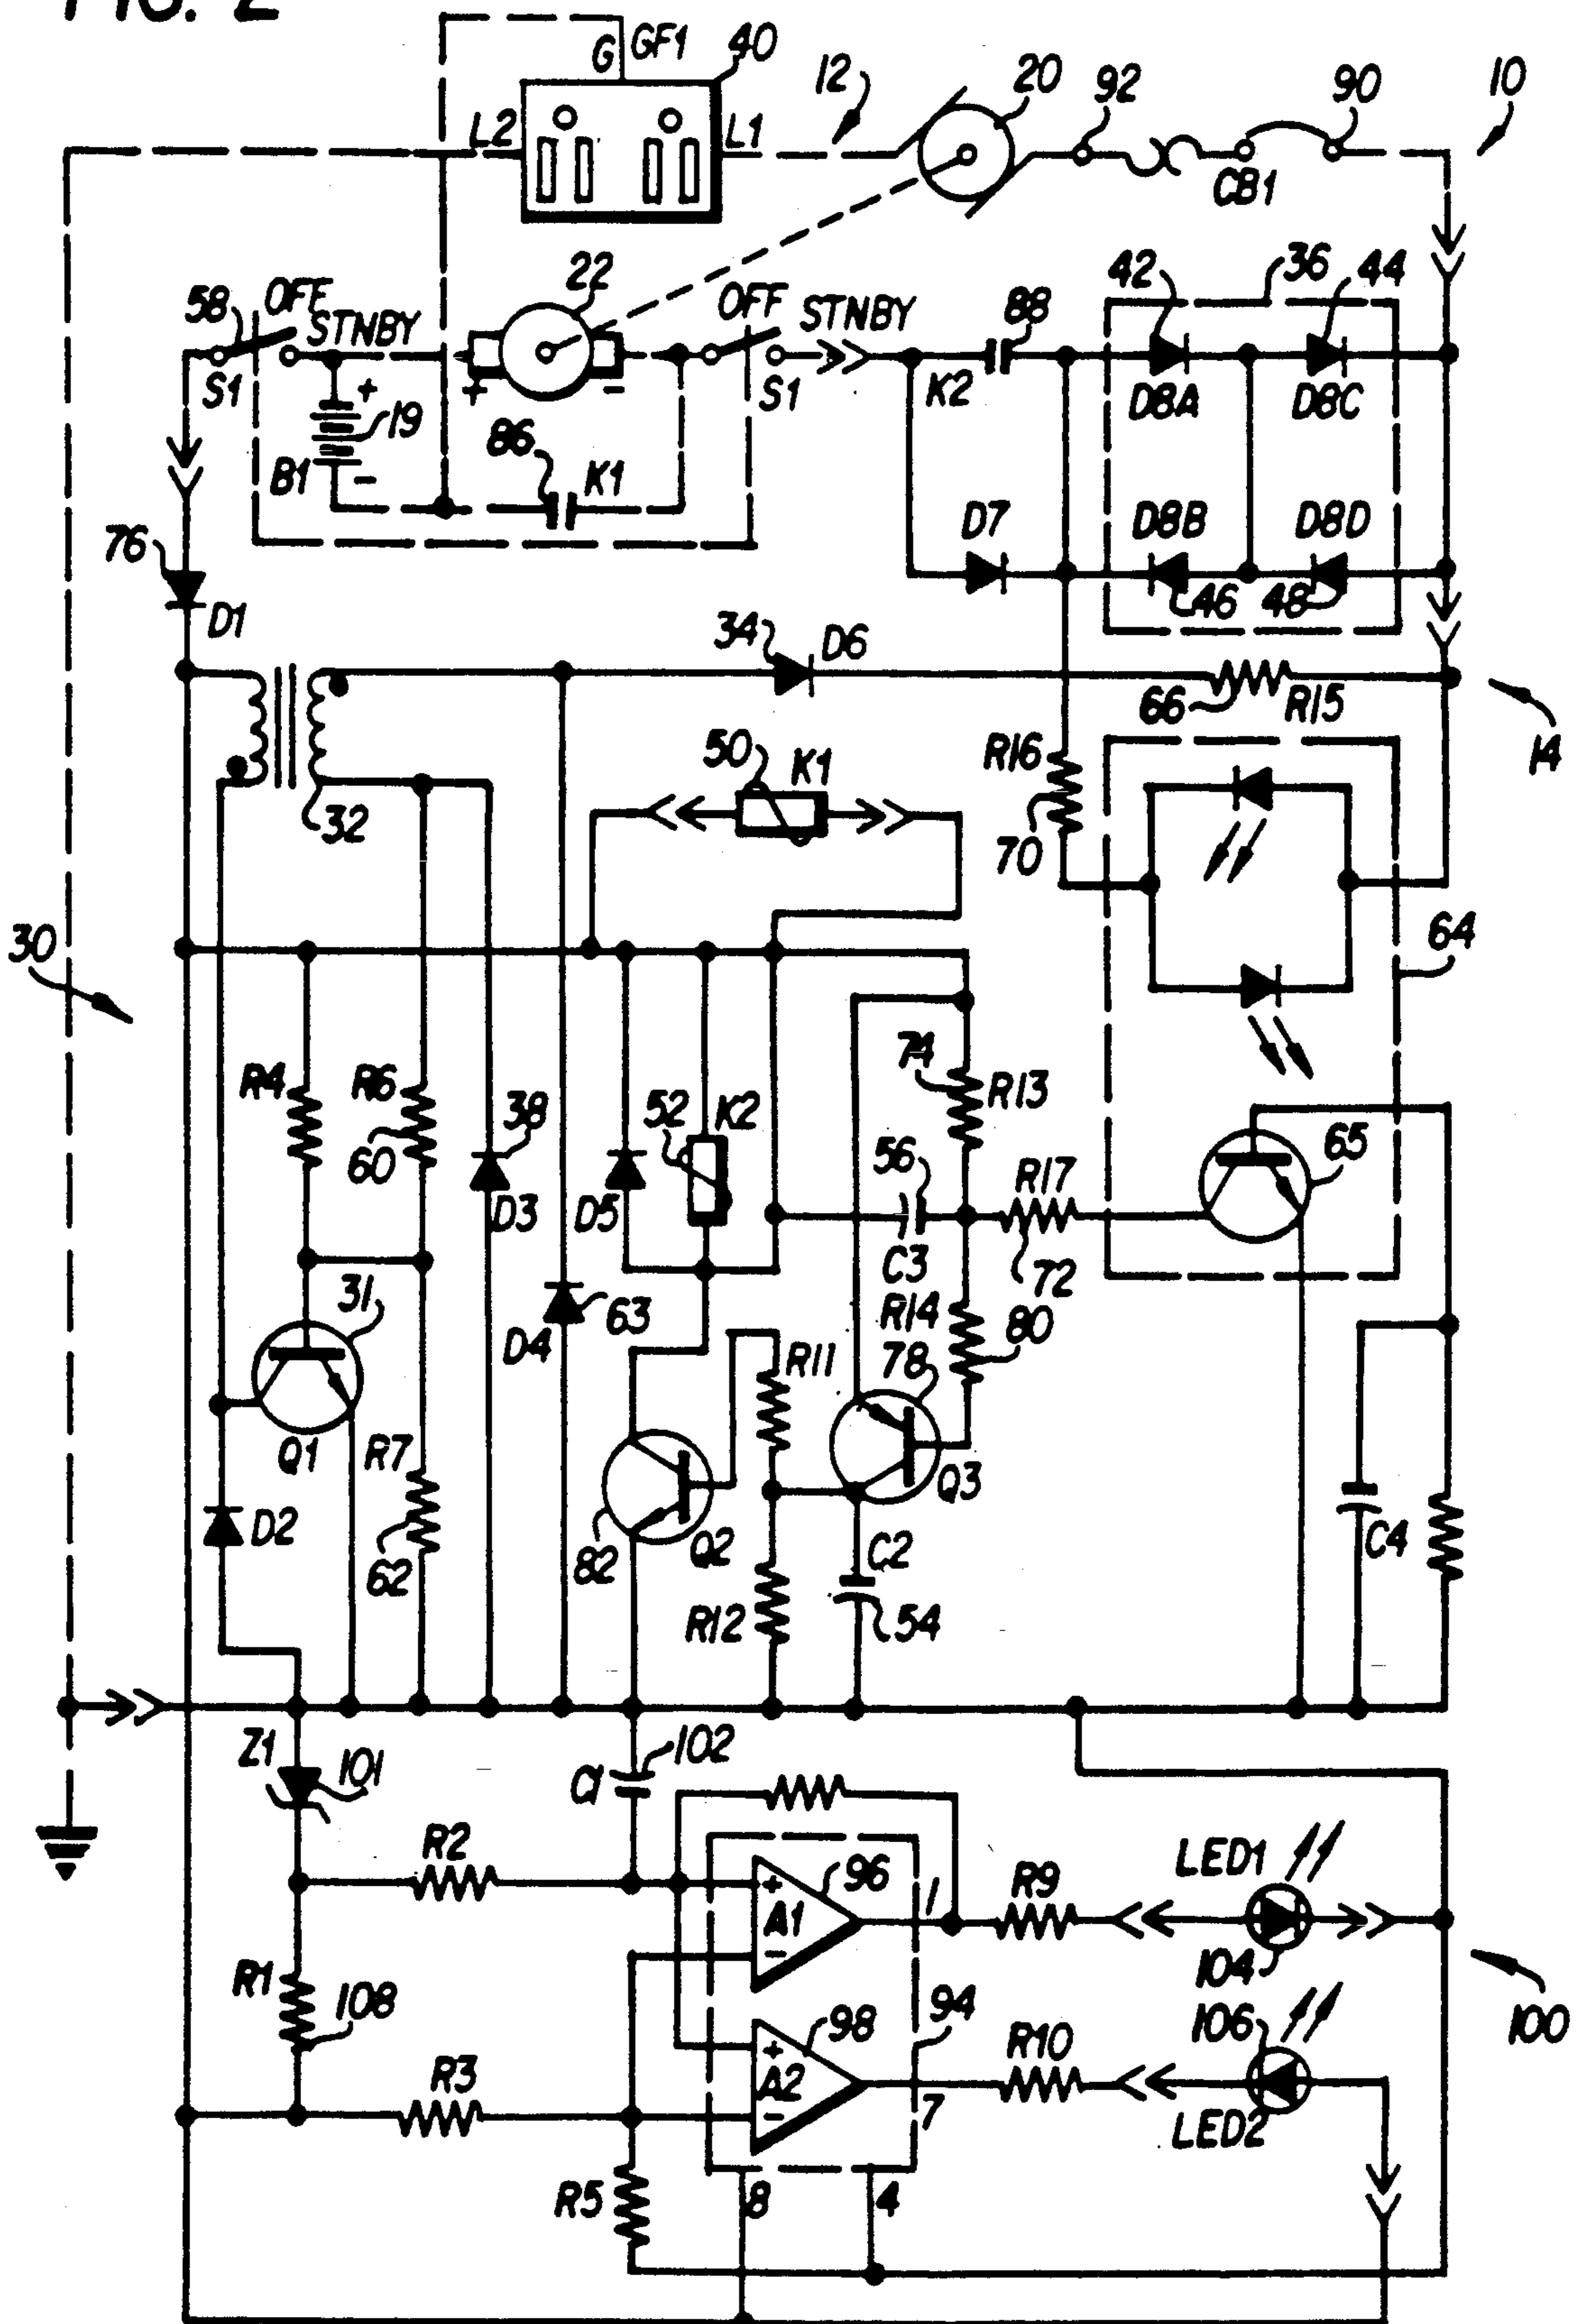 FIG. 2
G GF1 40
12 20 92 90 10
L2 L1
CB1
22 42 36 44
58 OFF STNBY OFF STNBY 88
S1 + - S1 K2 D8A D8C
+ 19 86
B1 - K1 D7 D8B D8D
76 46 48
D1 34 D6
66 R15
50 K1 R16 14
32 70
30 64
74
R4 R6 38 52 K2 R13
60 56 R17 65
D3 D5
C3 72
31 63 R14 80
D4 R11 78
Q1 R7 Q3
D2 82 Q2 C2 C4
62
R12 54
Z1 101 C1 102
R2 96 1 R9 LED1
+ A1 -
104
R1 108 98 94 106 100
+ A2 - R10
R3 7 LED2
R5 8 4